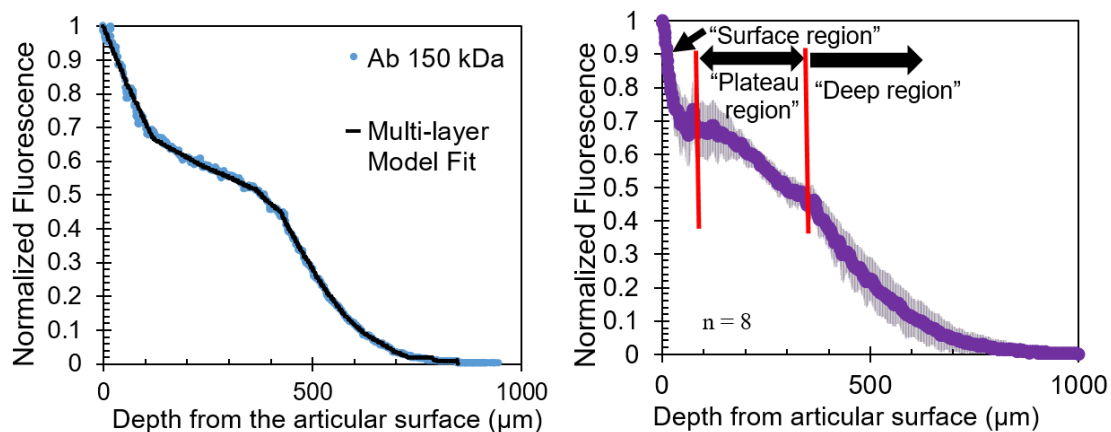 Normalized Fluorescence
1
0.9
0.8
0.7
0.6
0.5
0.4
0.3
0.2
0.1
0
Ab 150 kDa
Multi-layer
Model Fit
0
500
1000
Depth from the articular surface (µm)
Normalized Fluorescence
1
0.9
0.8
0.7
0.6
0.5
0.4
0.3
0.2
0.1
0
“Surface region”
“Plateau
region”
“Deep region”
n = 8
0
500
1000
Depth from articular surface (µm)